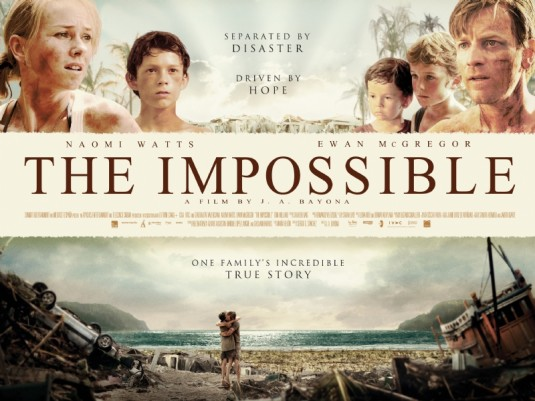 SEPARATED BY
DISASTER
DRIVEN BY
HOPE
NAOMI WATTS
EWAN McGREGOR
THE IMPOSSIBLE
A FILM BY J. A. BAYONA
ONE FAMILY'S INCREDIBLE
TRUE STORY